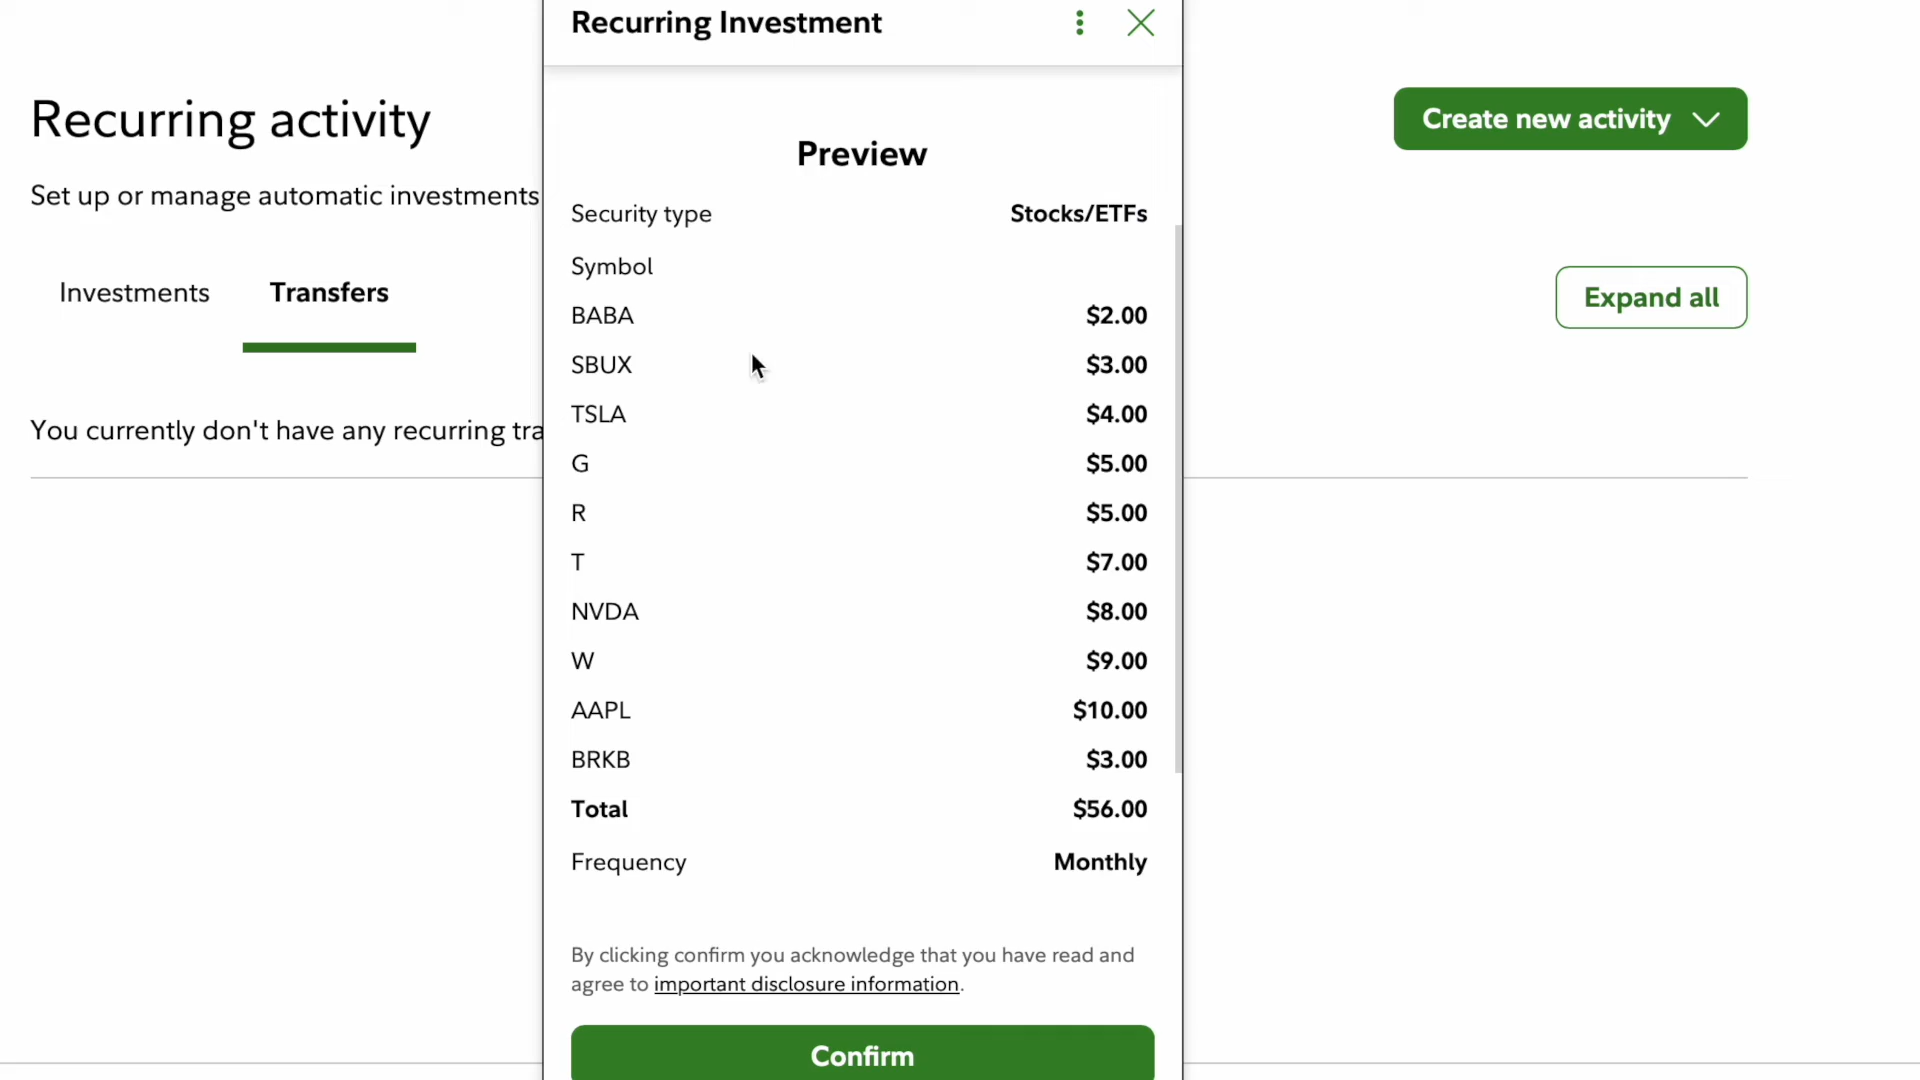 Recurring Investment
Recurring activity
Create new activity
Set up or manage automatic investments
Investments
Transfers
Expand all
You currently don't have any recurring
Preview
Security type Stocks/ETFs
Symbol
BABA $2.00
SBUX $3.00
TSLA $4.00
G $5.00
R $5.00
T $7.00
NVDA $8.00
W $9.00
AAPL $10.00
BRKB $3.00
Total $56.00
Frequency Monthly
By clicking confirm you acknowledge that you have read and
agree to important disclosure information.
Confirm